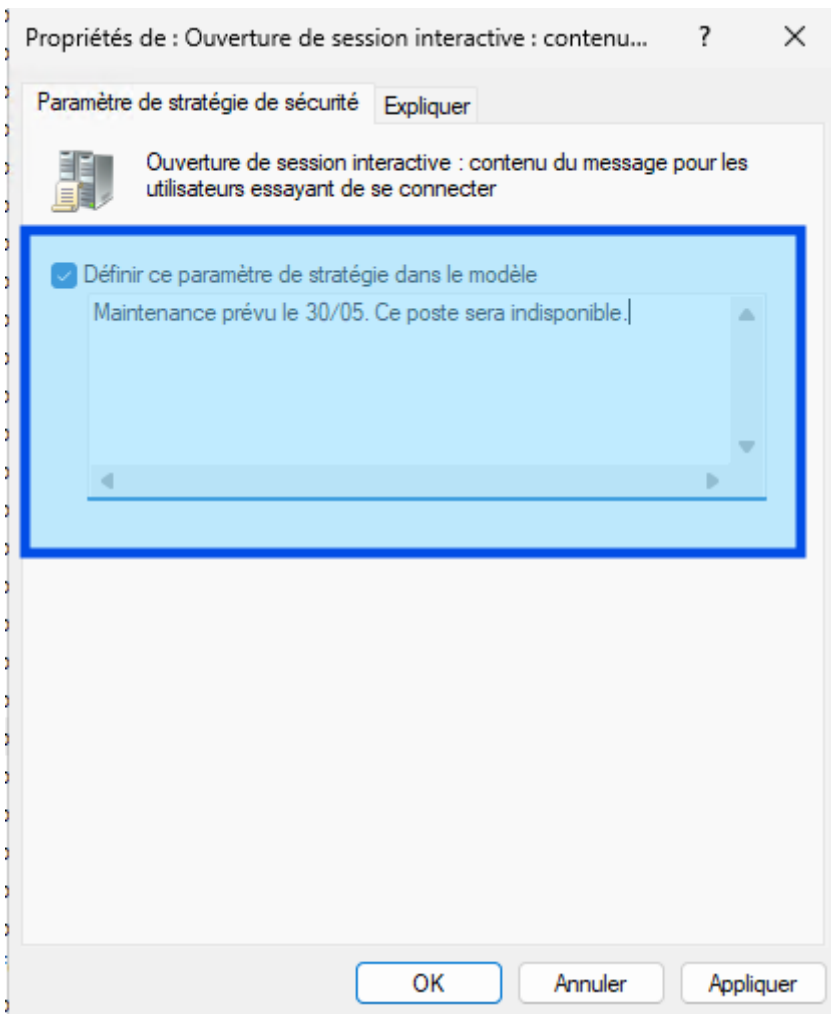 Propriétés de : Ouverture de session interactive : contenu... ? ×
Paramètre de stratégie de sécurité Expliquer
Ouverture de session interactive : contenu du message pour les
utilisateurs essayant de se connecter
Définir ce paramètre de stratégie dans le modèle
Maintenance prévu le 30/05. Ce poste sera indisponible.
OK Annuler Appliquer